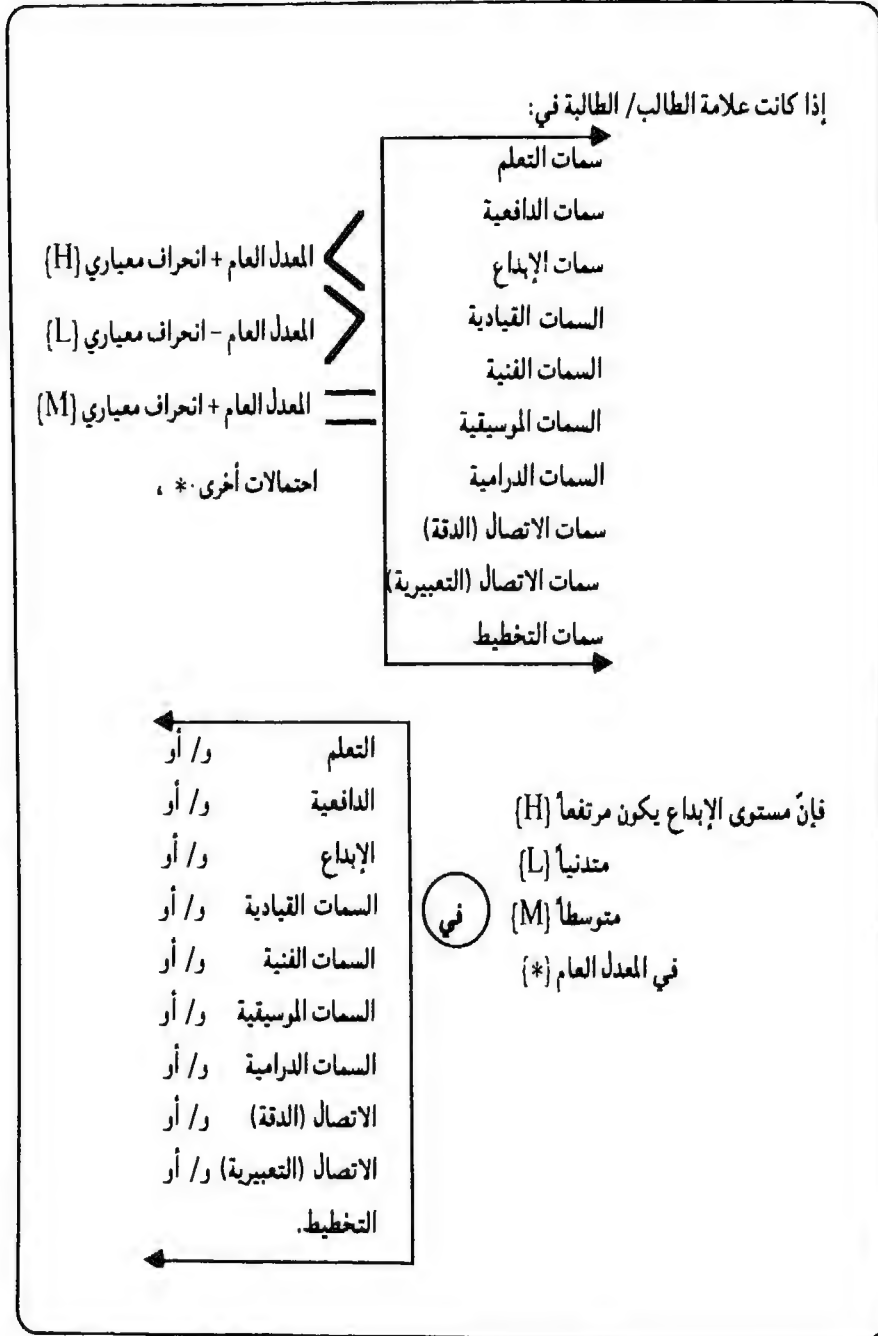 إذا كانت علامة الطالب/ الطالبة في:
سمات التعلم
سمات الدافعية
سمات الإبداع
السمات القيادية
السمات الفنية
السمات الموسيقية
السمات الدرامية
سمات الاتصال (الدقة)
سمات الاتصال (التعبيرية)
سمات التخطيط
< المعدل العام + انحراف معياري {H}
> المعدل العام – انحراف معياري {L}
= المعدل العام + انحراف معياري {M}
احتمالات أخرى * ،
فإنّ مستوى الإبداع يكون مرتفعاً {H}
متدنياً {L}
متوسطاً {M}
في المعدل العام {*}
في
التعلم و/ أو
الدافعية و/ أو
الإبداع و/ أو
السمات القيادية و/ أو
السمات الفنية و/ أو
السمات الموسيقية و/ أو
السمات الدرامية و/ أو
الاتصال (الدقة) و/ أو
الاتصال (التعبيرية) و/ أو
التخطيط.